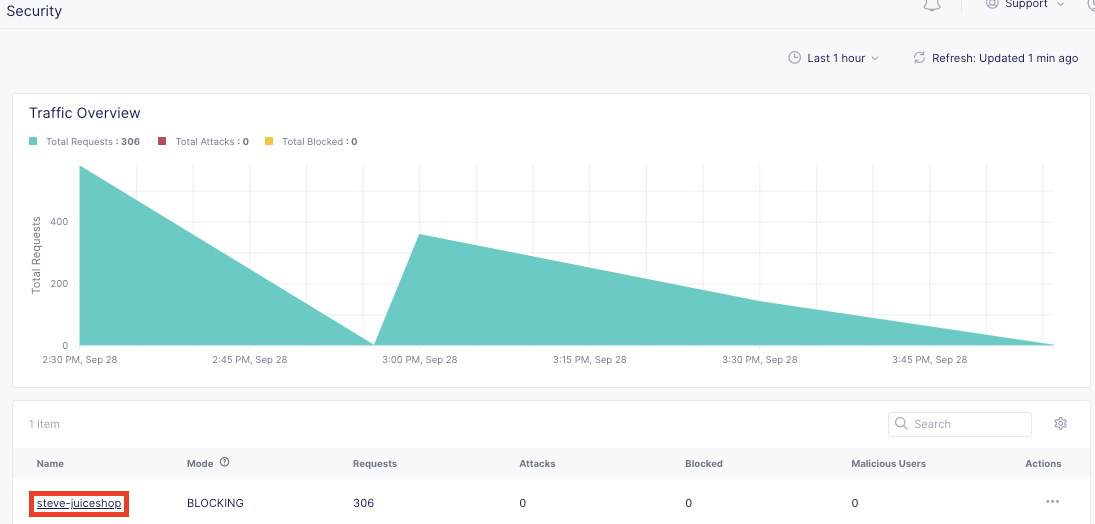 Security
Support
Last 1 hour
Refresh: Updated 1 min ago
Traffic Overview
Total Requests : 306 Total Attacks : 0 Total Blocked : 0
Total Requests
400
200
0
2:30 PM, Sep 28 2:45 PM, Sep 28 3:00 PM, Sep 28 3:15 PM, Sep 28 3:30 PM, Sep 28 3:45 PM, Sep 28
1 item
Search
Name Mode Requests Attacks Blocked Malicious Users Actions
steve-juiceshop BLOCKING 306 0 0 0 ...